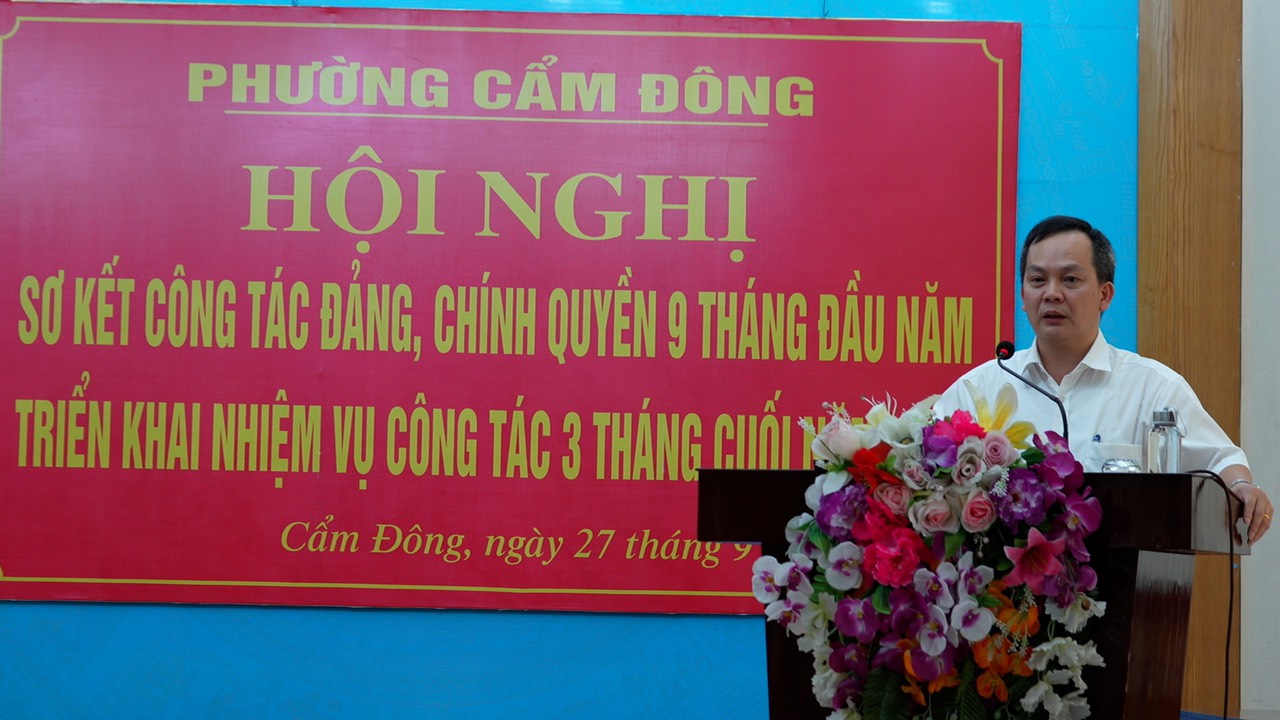 PHƯỜNG CẨM ĐÔNG
HỘI NGHỊ
SƠ KẾT CÔNG TÁC ĐẢNG, CHÍNH QUYỀN 9 THÁNG ĐẦU NĂM
TRIỂN KHAI NHIỆM VỤ CÔNG TÁC 3 THÁNG CUỐI
Cẩm Đông, ngày 27 tháng 9